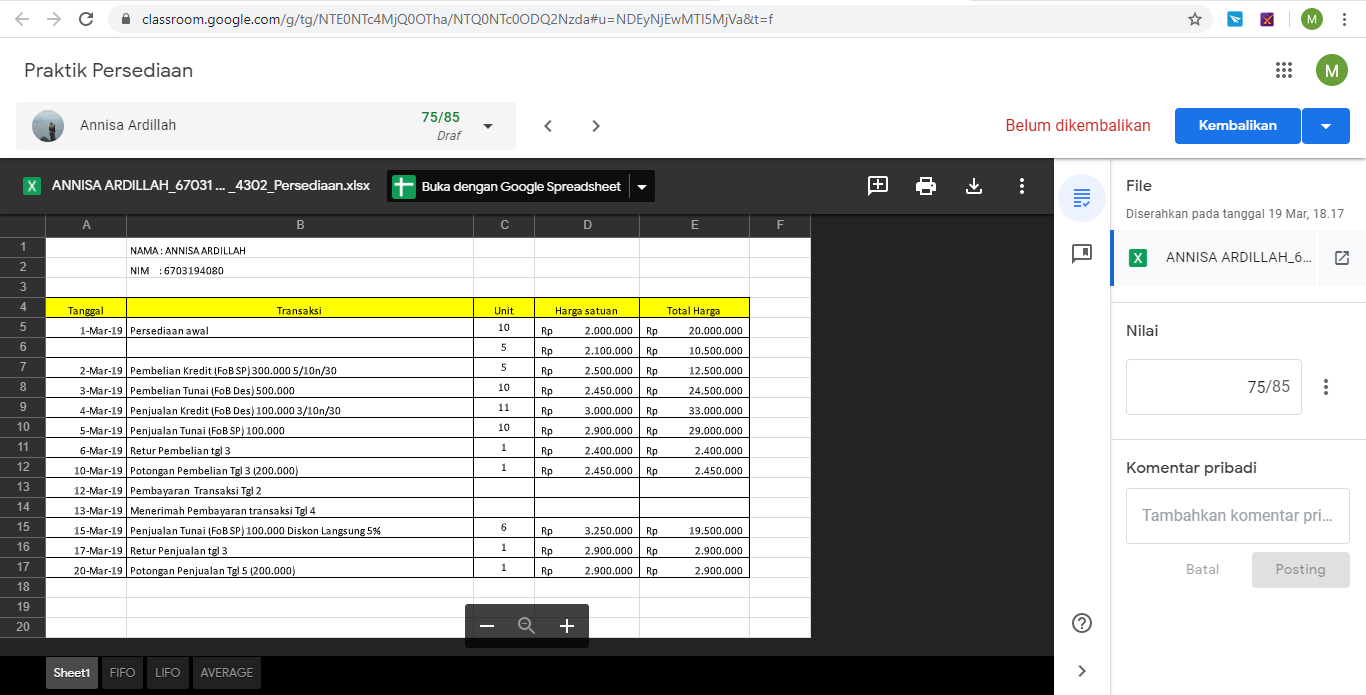 classroom.google.com/g/tg/NTE0NTc4MjQ0OTha/NTQ0NTc0ODQ2Nzda#u=NDEyNjEwMTI5MjVa&t=f
M
Praktik Persediaan
M
Annisa Ardillah
75/85
Draf
Belum dikembalikan
Kembalikan
X ANNISA ARDILLAH_67031 ... _4302_Persediaan.xlsx
Buka dengan Google Spreadsheet
File
Diserahkan pada tanggal 19 Mar, 18.17
X ANNISA ARDILLAH_6...
Nilai
75/85
Komentar pribadi
Tambahkan komentar pri...
Batal Posting
A B C D E F
1 NAMA : ANNISA ARDILLAH
2 NIM : 6703194080
3
4 Tanggal Transaksi Unit Harga satuan Total Harga
5 1-Mar-19 Persediaan awal 10 Rp 2.000.000 Rp 20.000.000
6 5 Rp 2.100.000 Rp 10.500.000
7 2-Mar-19 Pembelian Kredit (FoB SP) 300.000 5/10n/30 5 Rp 2.500.000 Rp 12.500.000
8 3-Mar-19 Pembelian Tunai (FoB Des) 500.000 10 Rp 2.450.000 Rp 24.500.000
9 4-Mar-19 Penjualan Kredit (FoB Des) 100.000 3/10n/30 11 Rp 3.000.000 Rp 33.000.000
10 5-Mar-19 Penjualan Tunai (FoB SP) 100.000 10 Rp 2.900.000 Rp 29.000.000
11 6-Mar-19 Retur Pembelian tgl 3 1 Rp 2.400.000 Rp 2.400.000
12 10-Mar-19 Potongan Pembelian Tgl 3 (200.000) 1 Rp 2.450.000 Rp 2.450.000
13 12-Mar-19 Pembayaran Transaksi Tgl 2
14 13-Mar-19 Menerimah Pembayaran transaksi Tgl 4
15 15-Mar-19 Penjualan Tunai (FoB SP) 100.000 Diskon Langsung 5% 6 Rp 3.250.000 Rp 19.500.000
16 17-Mar-19 Retur Penjualan tgl 3 1 Rp 2.900.000 Rp 2.900.000
17 20-Mar-19 Potongan Penjualan Tgl 5 (200.000) 1 Rp 2.900.000 Rp 2.900.000
18
19
20
Sheet1 FIFO LIFO AVERAGE